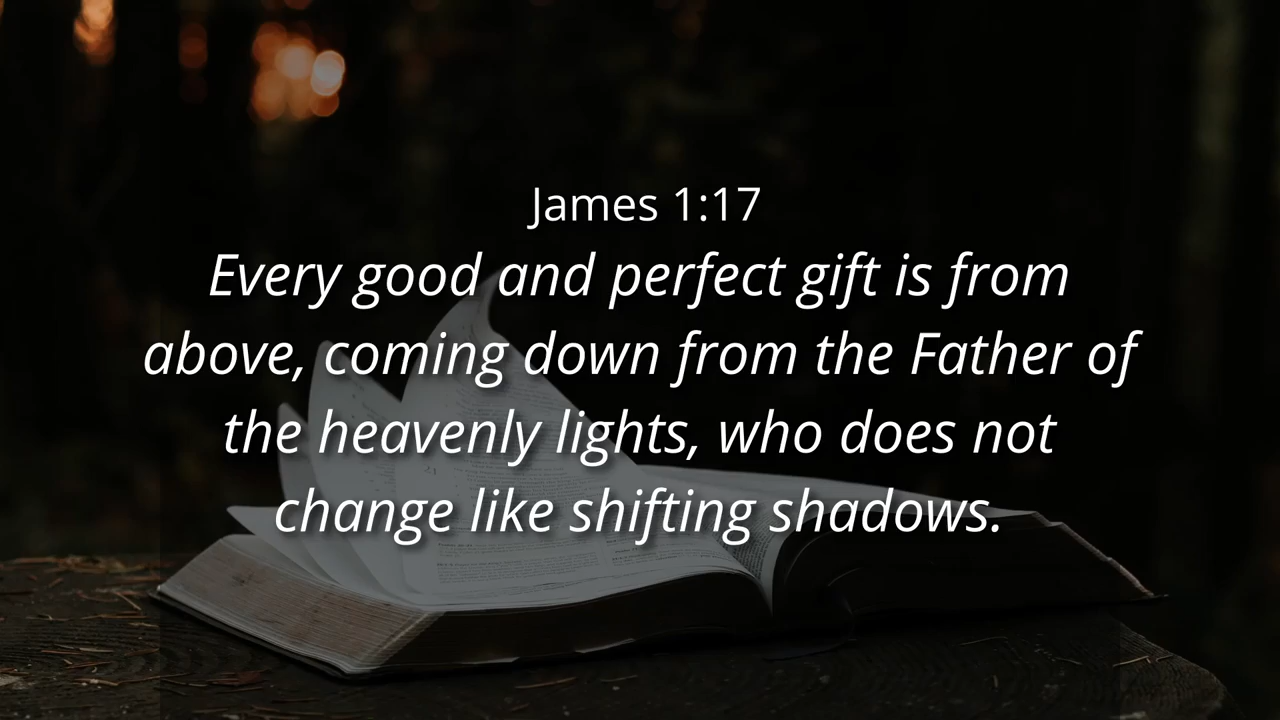 James 1:17
Every good and perfect gift is from
above, coming down from the Father of
the heavenly lights, who does not
change like shifting shadows.